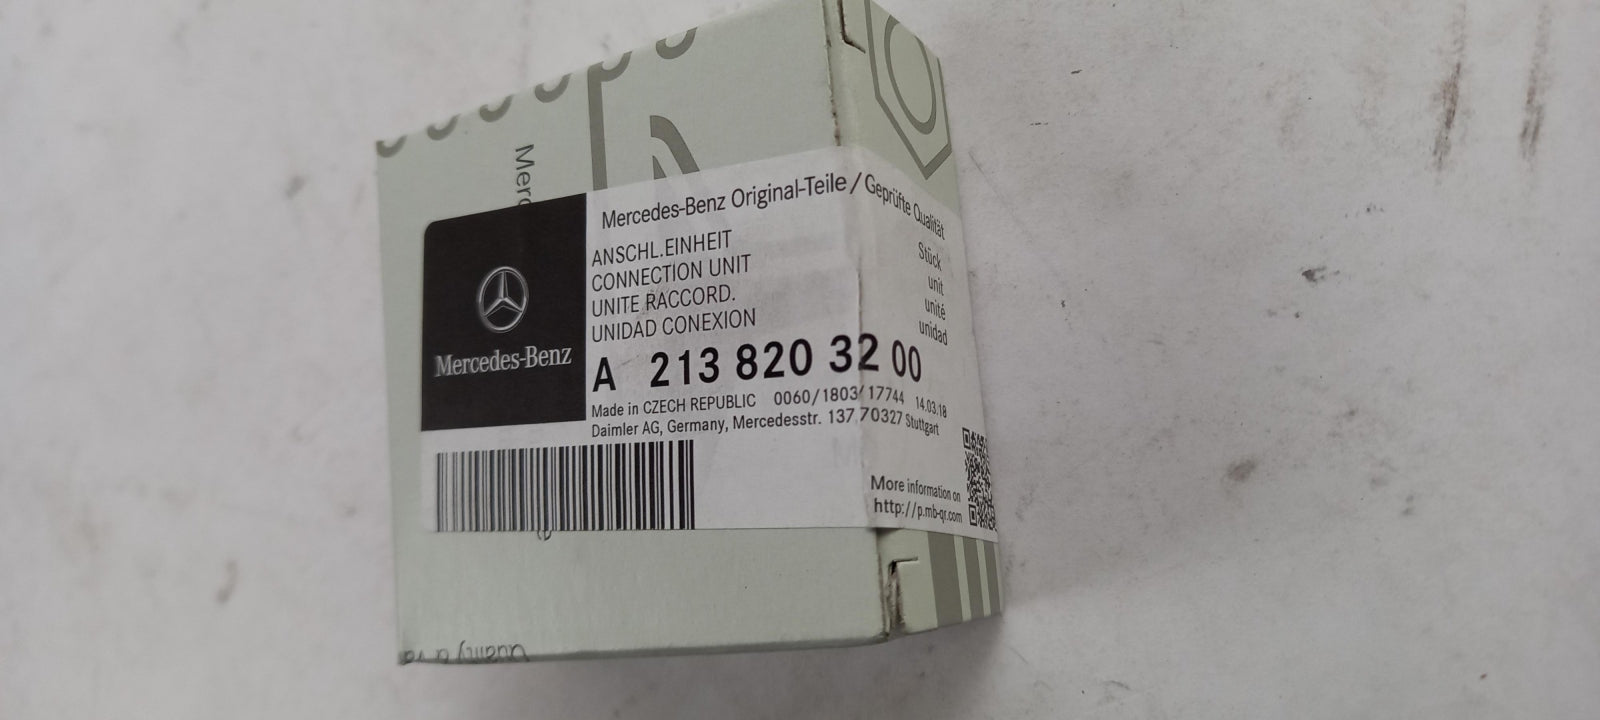 Merc
Mercedes-Benz Original-Teile / Geprüfte Qualität
ANSCHL.EINHEIT Stück
CONNECTION UNIT unit
UNITE RACCORD. unité
UNIDAD CONEXION unidad
Mercedes-Benz
A 213 820 32 00
Made in CZECH REPUBLIC 0060/1803/17744 14.03.18
Daimler AG, Germany, Mercedesstr. 137,70327 Stuttgart
More information on
http://p.mb-qr.com
Quality